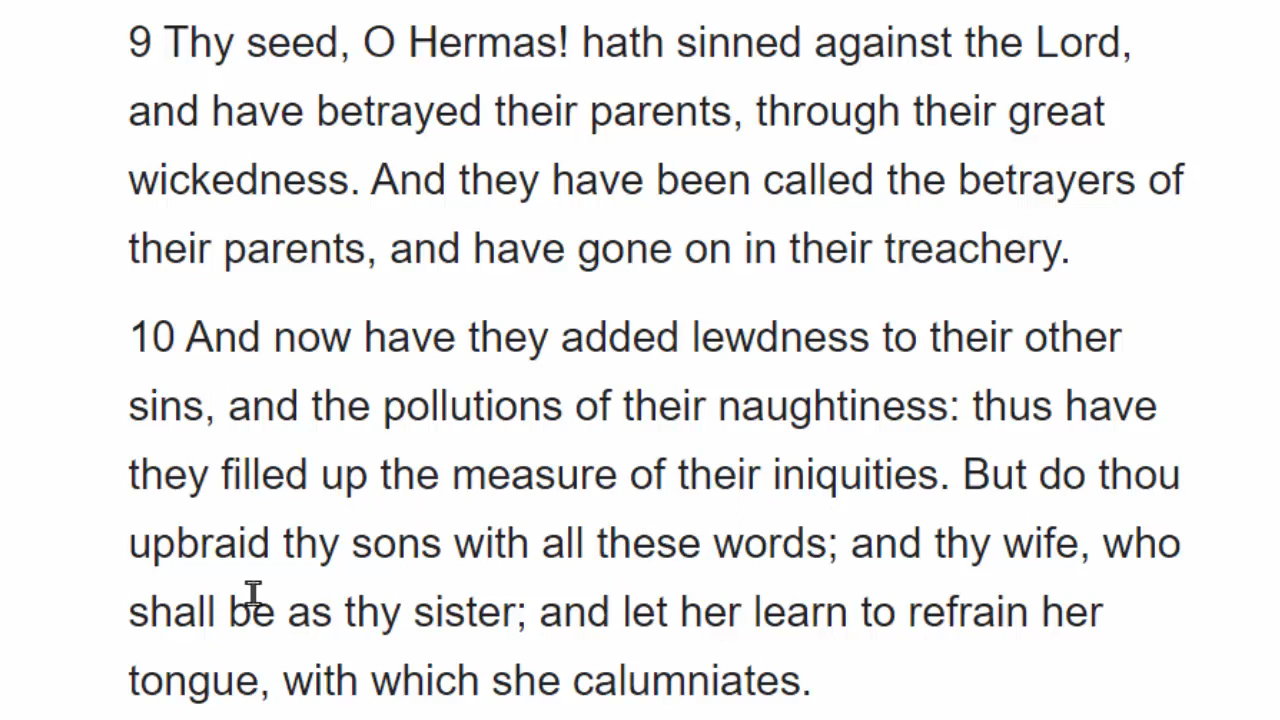 9 Thy seed, O Hermas! hath sinned against the Lord,
and have betrayed their parents, through their great
wickedness. And they have been called the betrayers of
their parents, and have gone on in their treachery.
10 And now have they added lewdness to their other
sins, and the pollutions of their naughtiness: thus have
they filled up the measure of their iniquities. But do thou
upbraid thy sons with all these words; and thy wife, who
shall be as thy sister; and let her learn to refrain her
tongue, with which she calumniates.